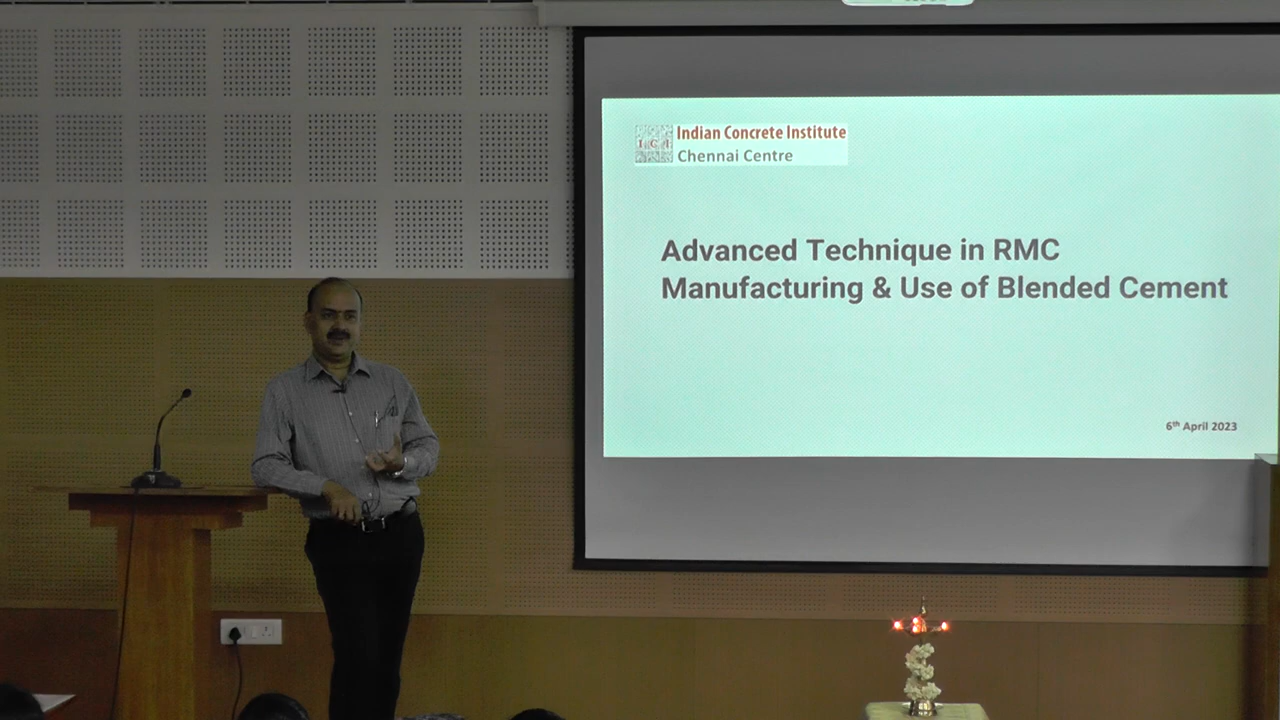 Indian Concrete Institute
I C I
Chennai Centre
Advanced Technique in RMC
Manufacturing & Use of Blended Cement
6th April 2023